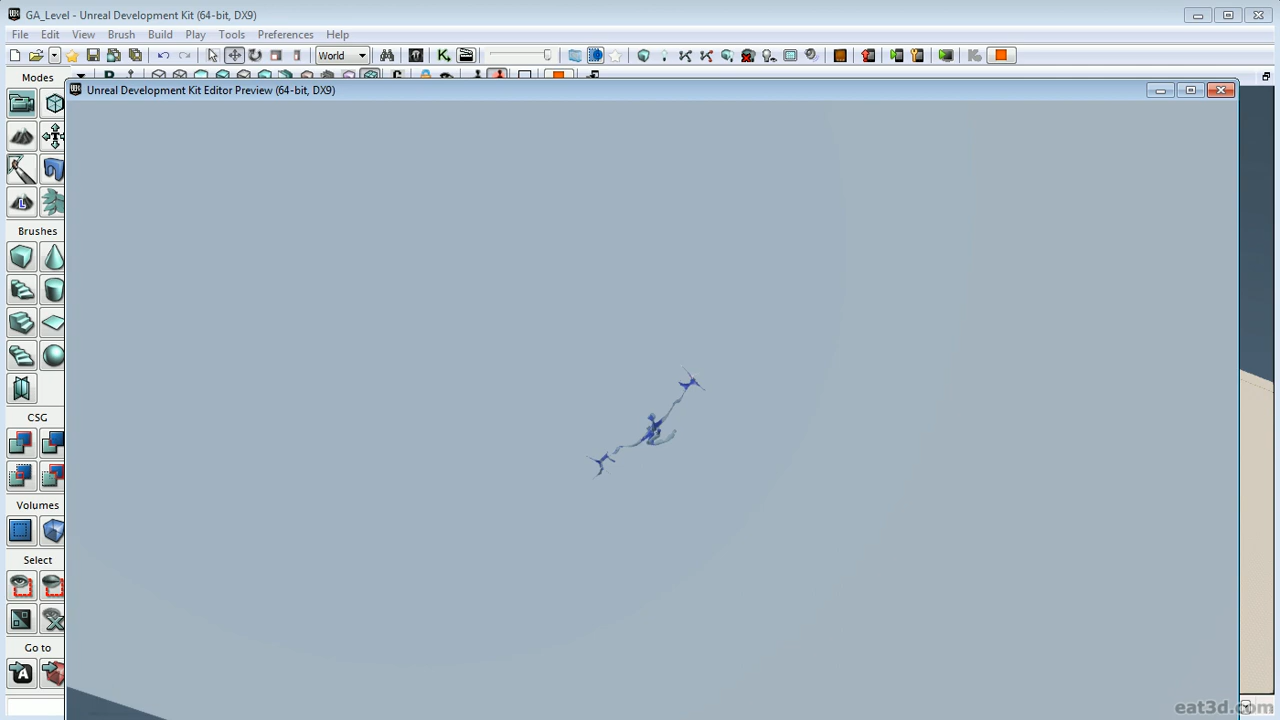 GA_Level - Unreal Development Kit (64-bit, DX9)
File Edit View Brush Build Play Tools Preferences Help
World
Modes
Unreal Development Kit Editor Preview (64-bit, DX9)
Brushes
CSG
Volumes
Select
Go to
eat3d.com